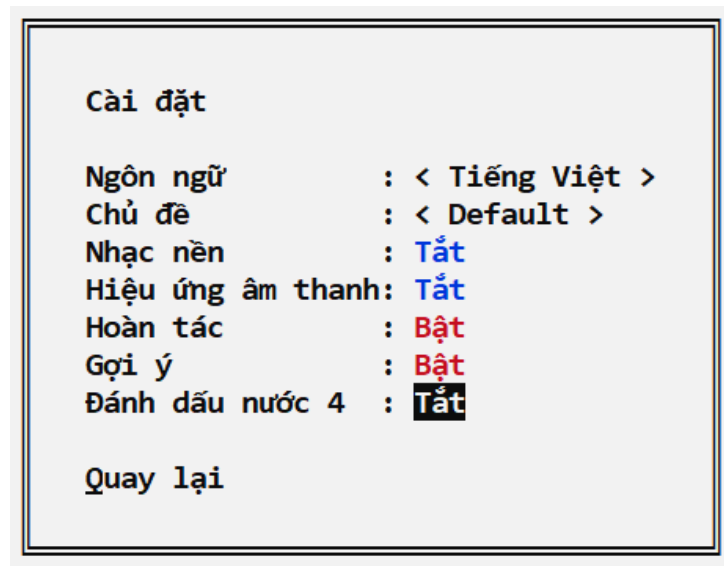 Cài đặt
Ngôn ngữ : < Tiếng Việt >
Chủ đề : < Default >
Nhạc nền : Tắt
Hiệu ứng âm thanh: Tắt
Hoàn tác : Bật
Gợi ý : Bật
Đánh dấu nước 4 : Tắt
Quay lại